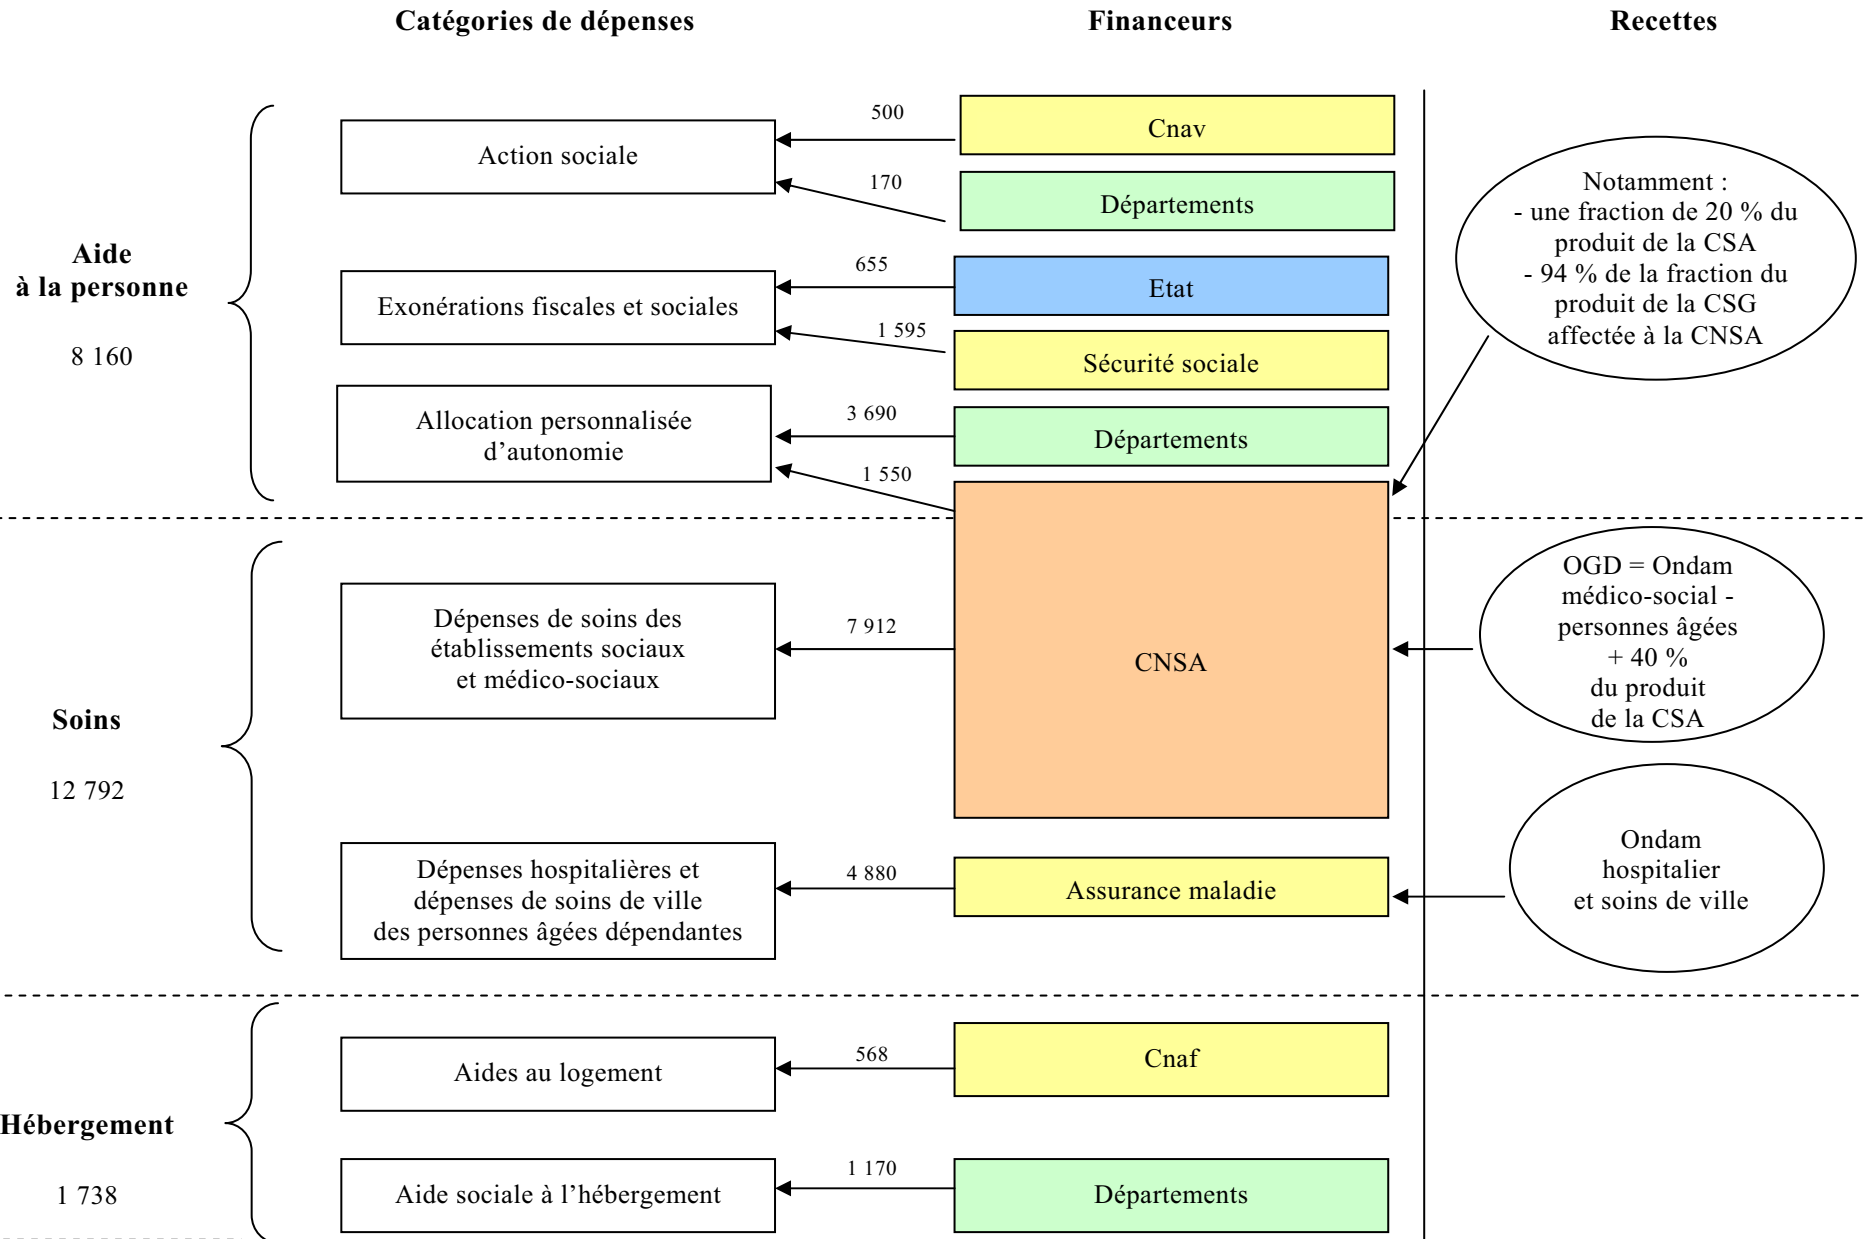 Catégories de dépenses
Financeurs
Recettes
Aide
à la personne
8 160
Action sociale
500
Cnav
170
Départements
Exonérations fiscales et sociales
655
Etat
1 595
Sécurité sociale
Allocation personnalisée
d’autonomie
3 690
Départements
1 550
Notamment :
- une fraction de 20 % du
produit de la CSA
- 94 % de la fraction du
produit de la CSG
affectée à la CNSA
Soins
12 792
Dépenses de soins des
établissements sociaux
et médico-sociaux
7 912
CNSA
OGD = Ondam
médico-social -
personnes âgées
+ 40 %
du produit
de la CSA
Dépenses hospitalières et
dépenses de soins de ville
des personnes âgées dépendantes
4 880
Assurance maladie
Ondam
hospitalier
et soins de ville
Hébergement
1 738
Aides au logement
568
Cnaf
Aide sociale à l’hébergement
1 170
Départements